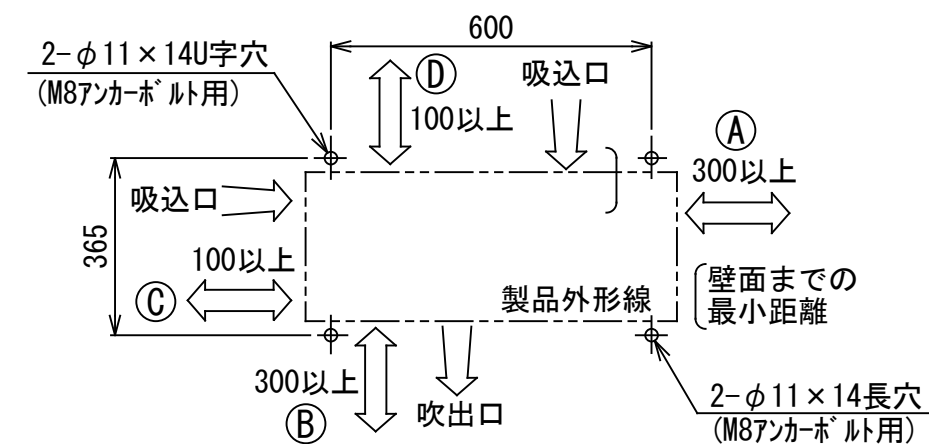 600
2-φ11×14U字穴
(M8ｱﾝｶｰﾎﾞﾙﾄ用)
Ⓓ
100以上
吸込口
Ⓐ
300以上
吸込口
365
100以上
Ⓒ
製品外形線
壁面までの
最小距離
300以上
Ⓑ
吹出口
2-φ11×14長穴
(M8ｱﾝｶｰﾎﾞﾙﾄ用)